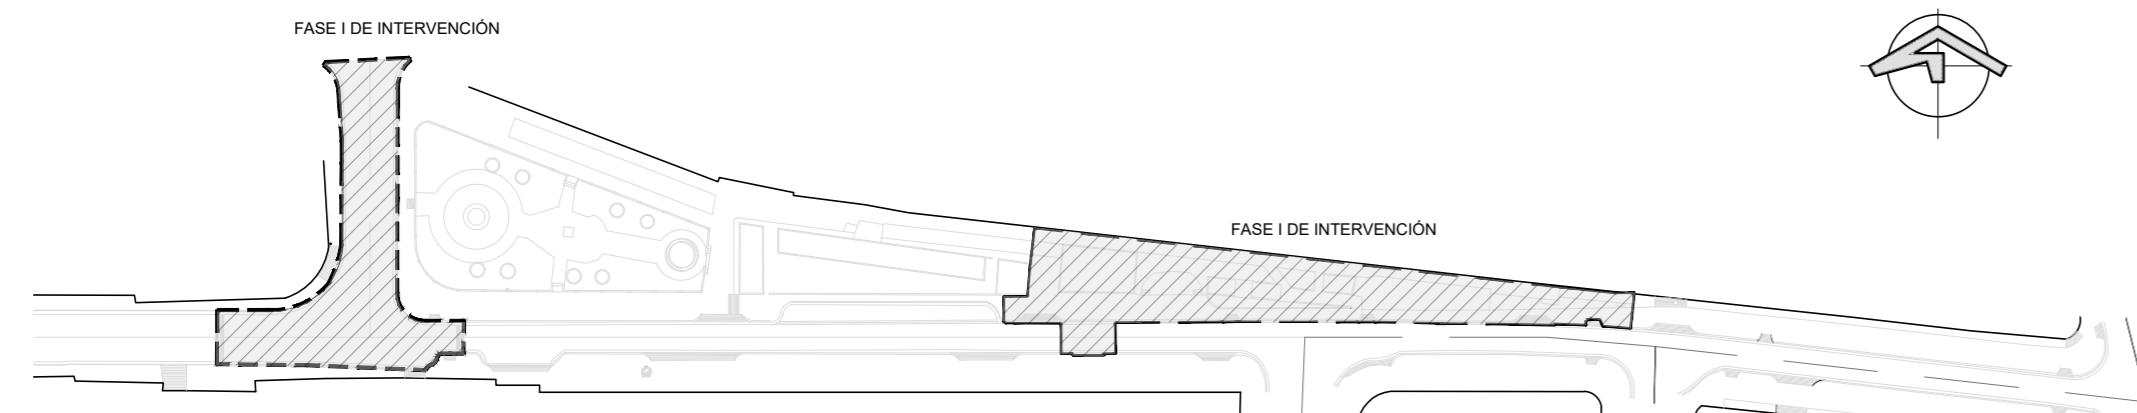 FASE I DE INTERVENCIÓN
FASE I DE INTERVENCIÓN